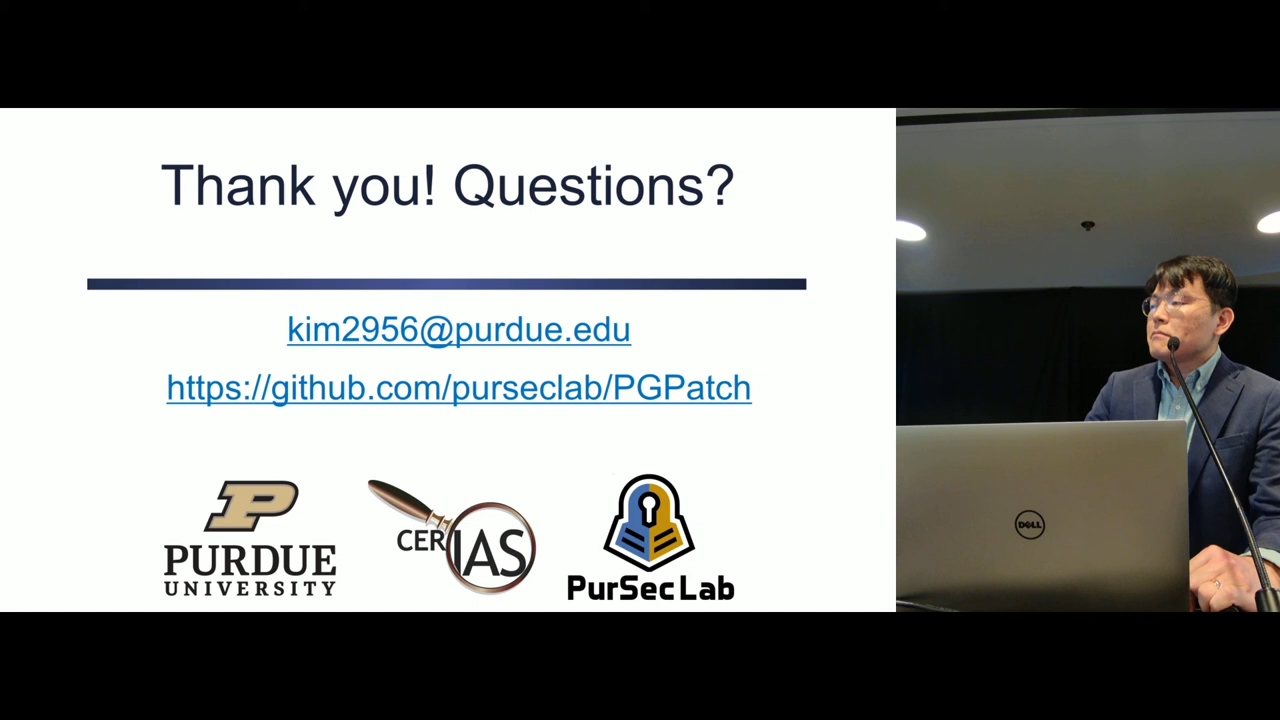 Thank you! Questions?
kim2956@purdue.edu
https://github.com/purseclab/PGPatch
PURDUE
UNIVERSITY
CERIAS
PurSec Lab
DELL